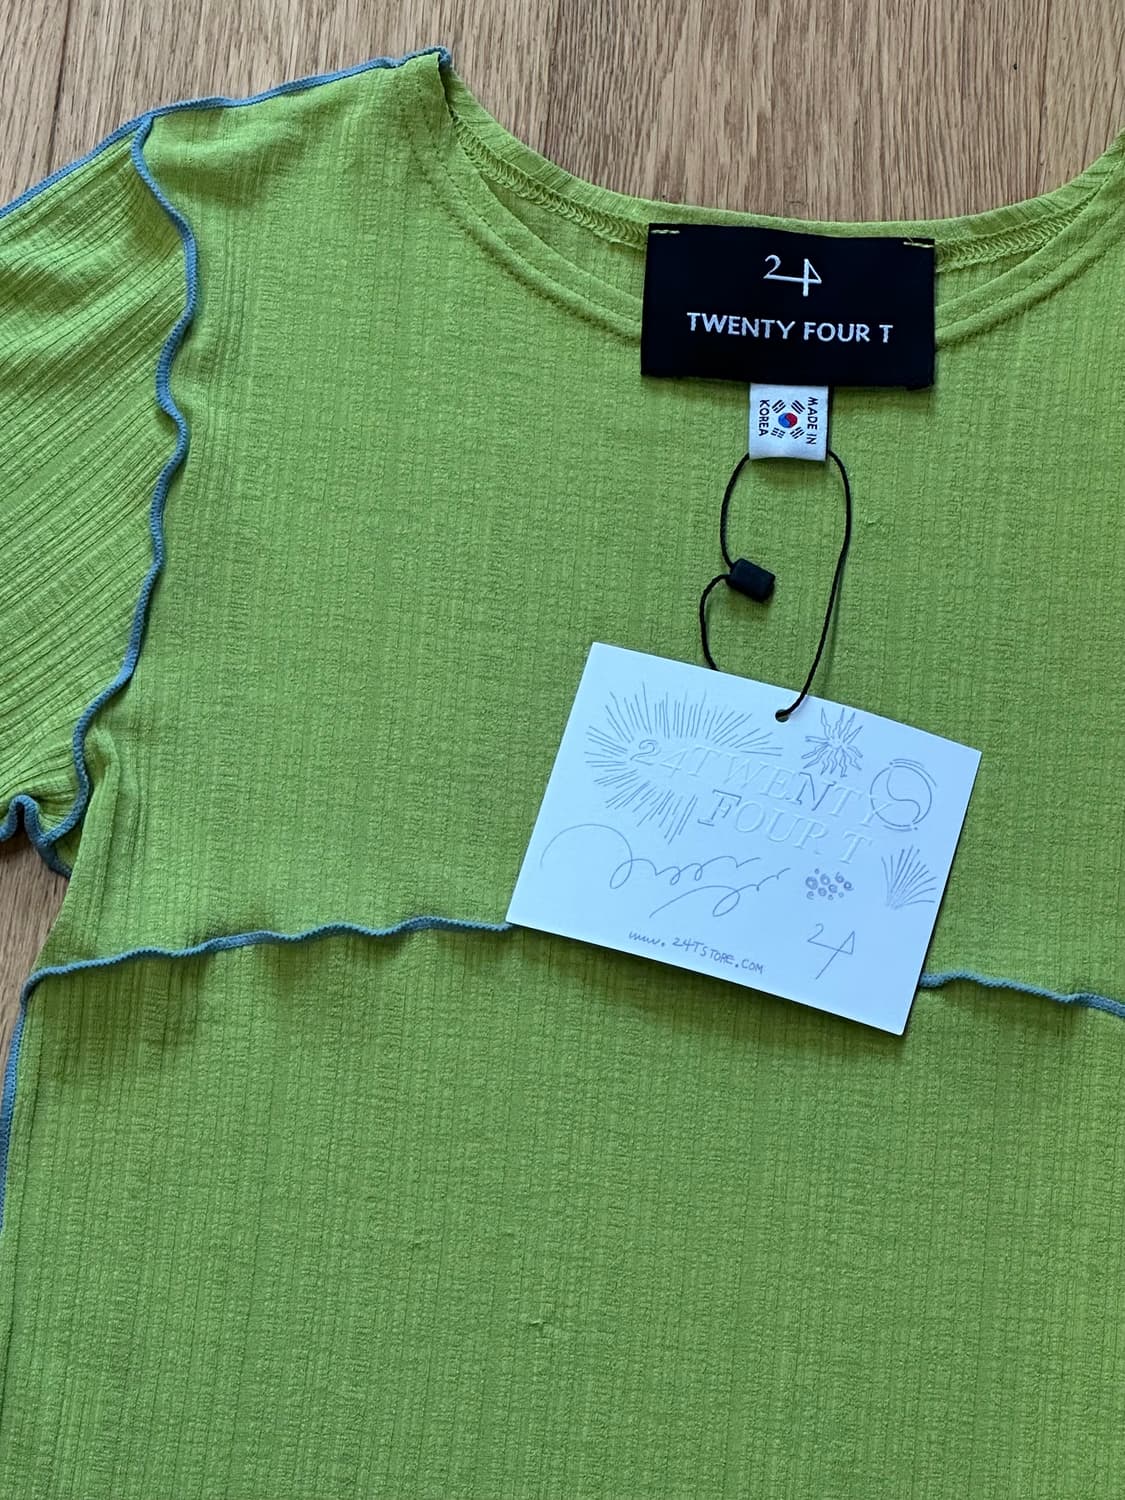 24
TWENTY FOUR T
MADE IN
KOREA
24TWENTY
FOUR T
www.24TSTORE.COM
24